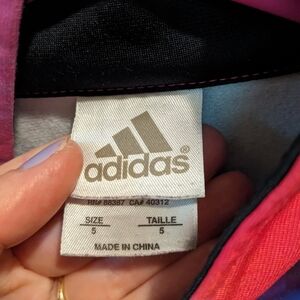 adidas
RN# 88387 CA# 40312
SIZE TAILLE
5 5
MADE IN CHINA